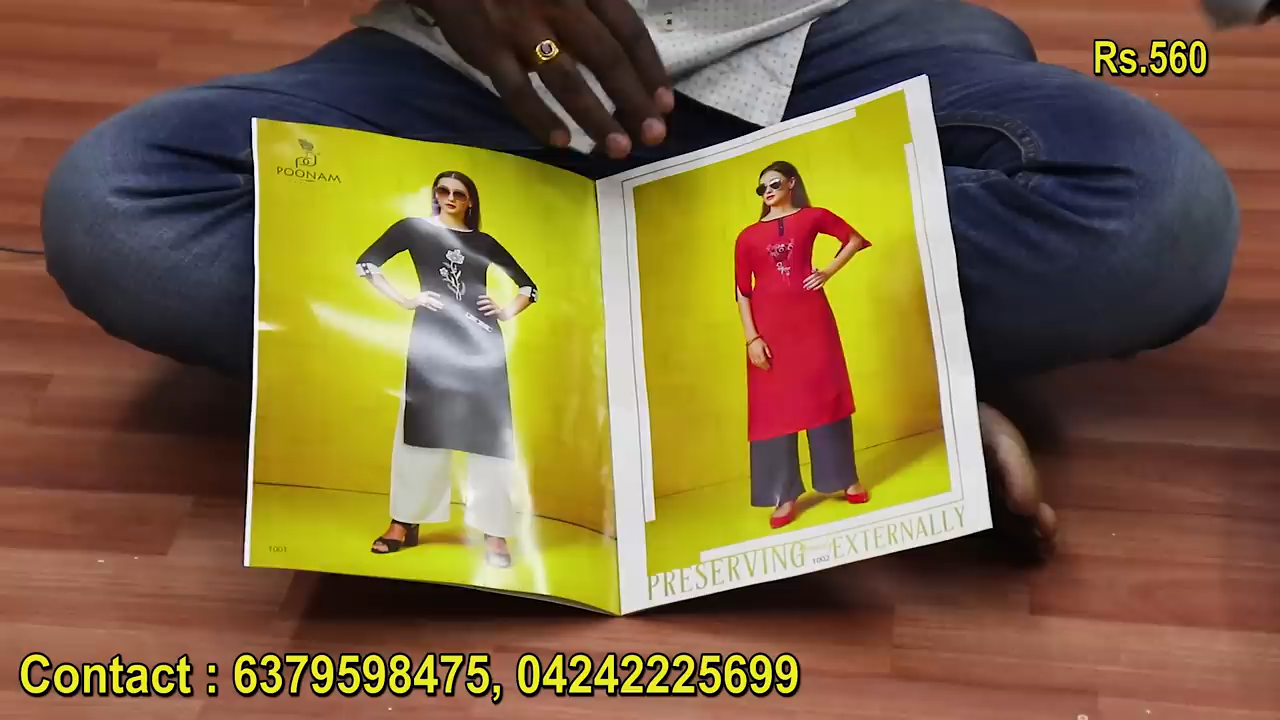 Rs.560
POONAM
1001
PRESERVING
1002
EXTERNALLY
Contact : 6379598475, 04242225699